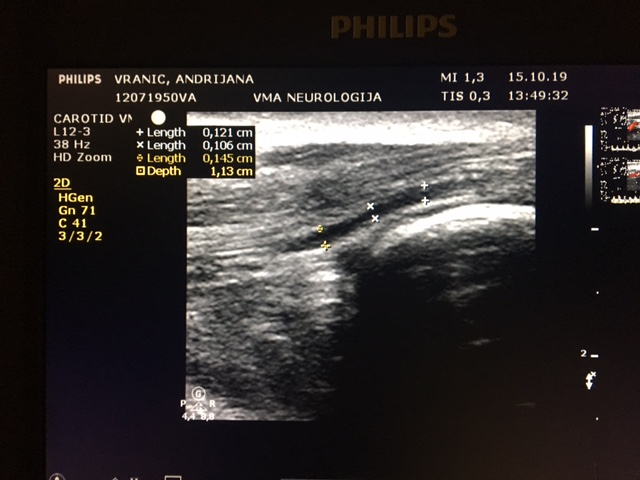 PHILIPS
PHILIPS VRANIC, ANDRIJANA MI 1,3 15.10.19
12071950VA VMA NEUROLOGIJA TIS 0,3 13:49:32
CAROTID
L12-3
38 Hz
HD Zoom
+ Length 0,121 cm
× Length 0,106 cm
Length 0,145 cm
Depth 1,13 cm
2D
HGen
Gn 71
C 41
3/3/2
2
G
P R
4,4 8,8